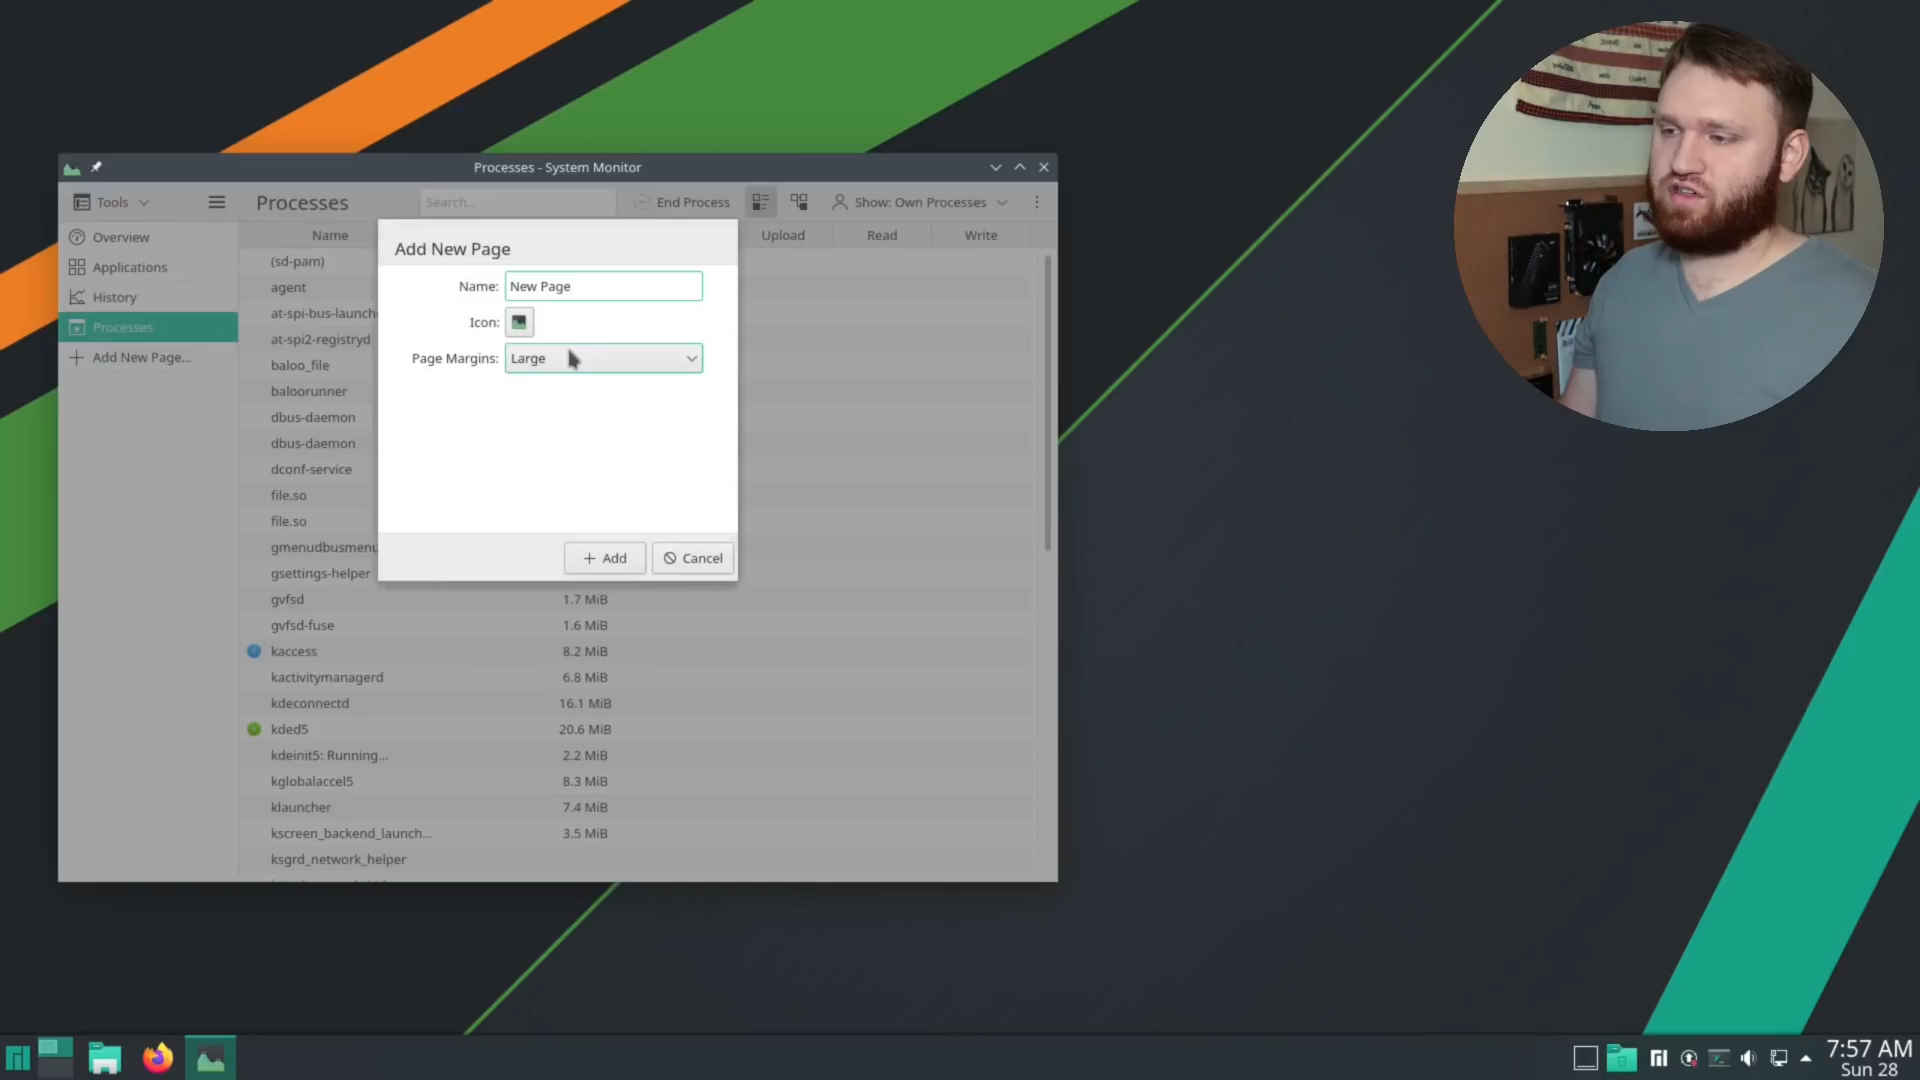 Processes - System Monitor
Tools
Processes
Search...
End Process
Show: Own Processes
Overview
Applications
History
Processes
Add New Page...
Name
Upload
Read
Write
(sd-pam)
agent
at-spi-bus-launch
at-spi2-registryd
baloo_file
baloorunner
dbus-daemon
dbus-daemon
dconf-service
file.so
file.so
gmenudbusmenu
gsettings-helper
gvfsd 1.7 MiB
gvfsd-fuse 1.6 MiB
kaccess 8.2 MiB
kactivitymanagerd 6.8 MiB
kdeconnectd 16.1 MiB
kded5 20.6 MiB
kdeinit5: Running... 2.2 MiB
kglobalaccel5 8.3 MiB
klauncher 7.4 MiB
kscreen_backend_launch... 3.5 MiB
ksgrd_network_helper
Add New Page
Name: New Page
Icon:
Page Margins: Large
Add
Cancel
7:57 AM
Sun 28